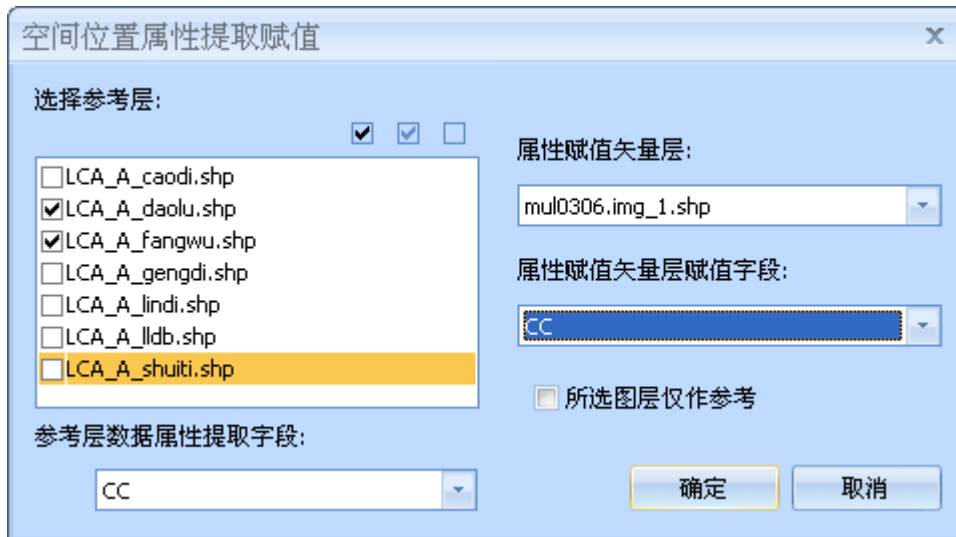 空间位置属性提取赋值
选择参考层:
LCA_A_caodi.shp
LCA_A_daolu.shp
LCA_A_fangwu.shp
LCA_A_gengdi.shp
LCA_A_lindi.shp
LCA_A_lldb.shp
LCA_A_shuiti.shp
参考层数据属性提取字段:
CC
属性赋值矢量层:
mul0306.img_1.shp
属性赋值矢量层赋值字段:
CC
所选图层仅作参考
确定
取消